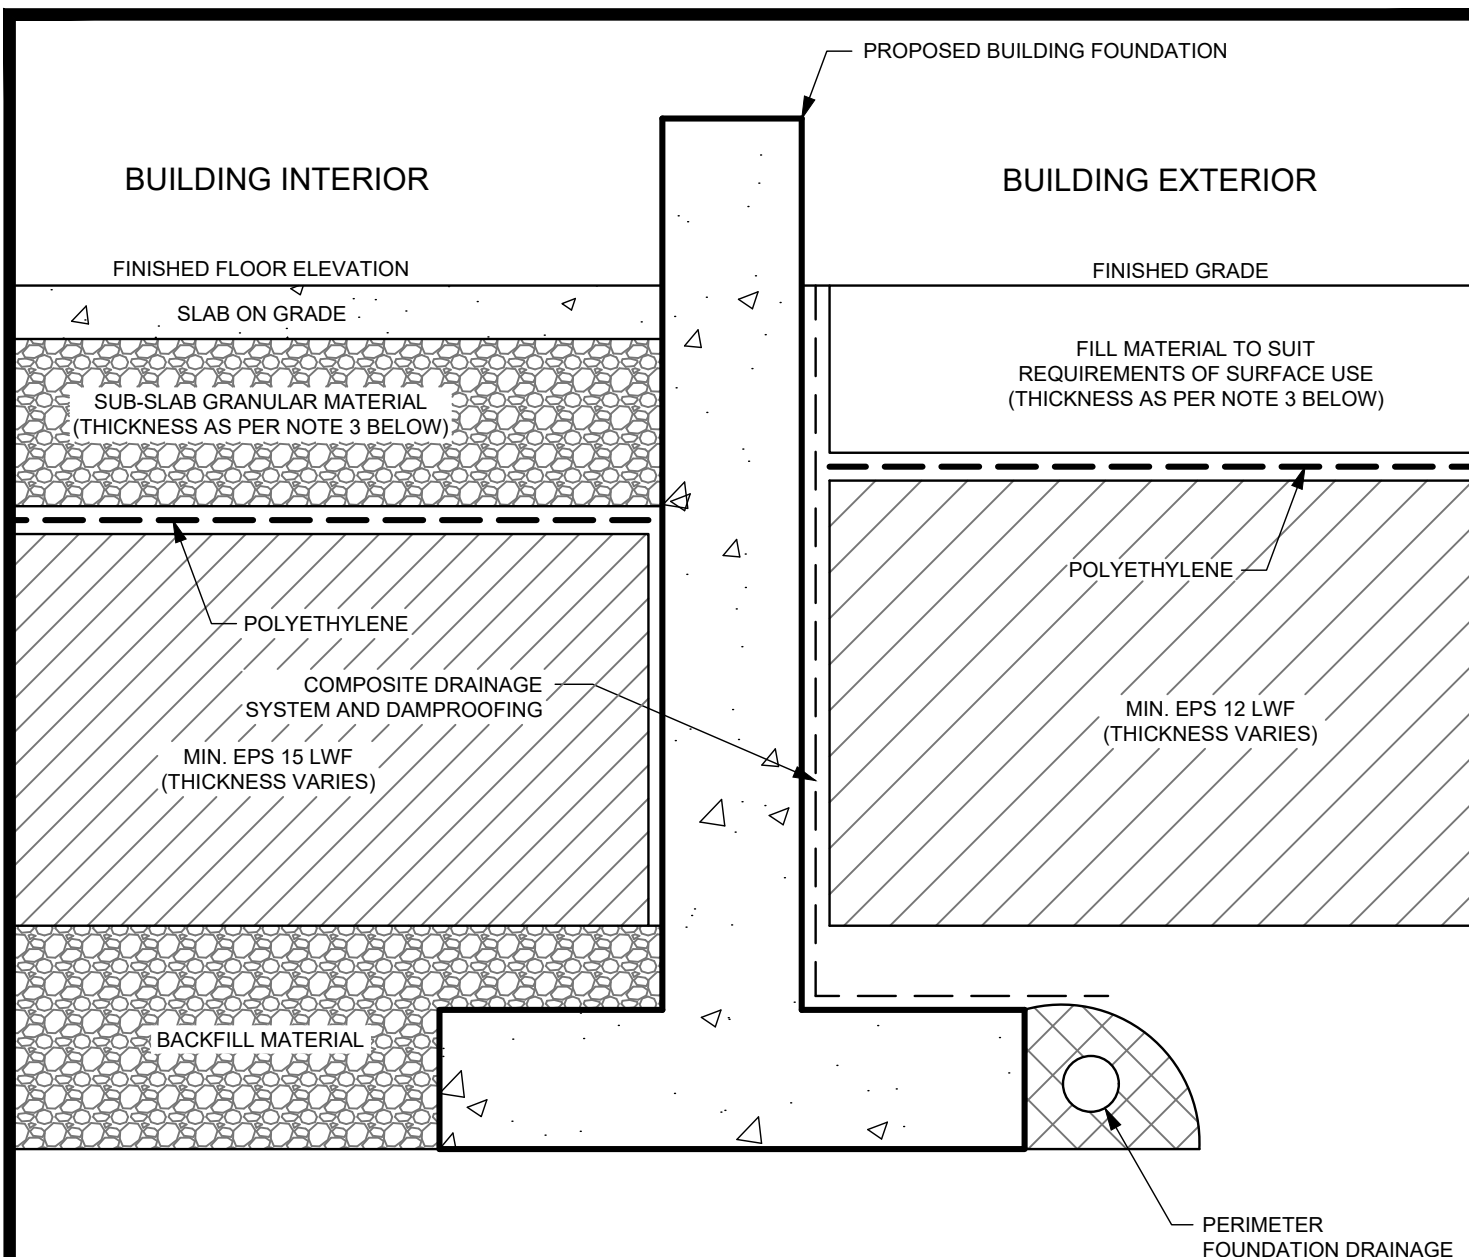 PROPOSED BUILDING FOUNDATION
BUILDING INTERIOR
BUILDING EXTERIOR
FINISHED FLOOR ELEVATION
FINISHED GRADE
SLAB ON GRADE
FILL MATERIAL TO SUIT
REQUIREMENTS OF SURFACE USE
(THICKNESS AS PER NOTE 3 BELOW)
SUB-SLAB GRANULAR MATERIAL
(THICKNESS AS PER NOTE 3 BELOW)
POLYETHYLENE
POLYETHYLENE
COMPOSITE DRAINAGE
SYSTEM AND DAMPROOFING
MIN. EPS 12 LWF
(THICKNESS VARIES)
MIN. EPS 15 LWF
(THICKNESS VARIES)
BACKFILL MATERIAL
PERIMETER
FOUNDATION DRAINAGE